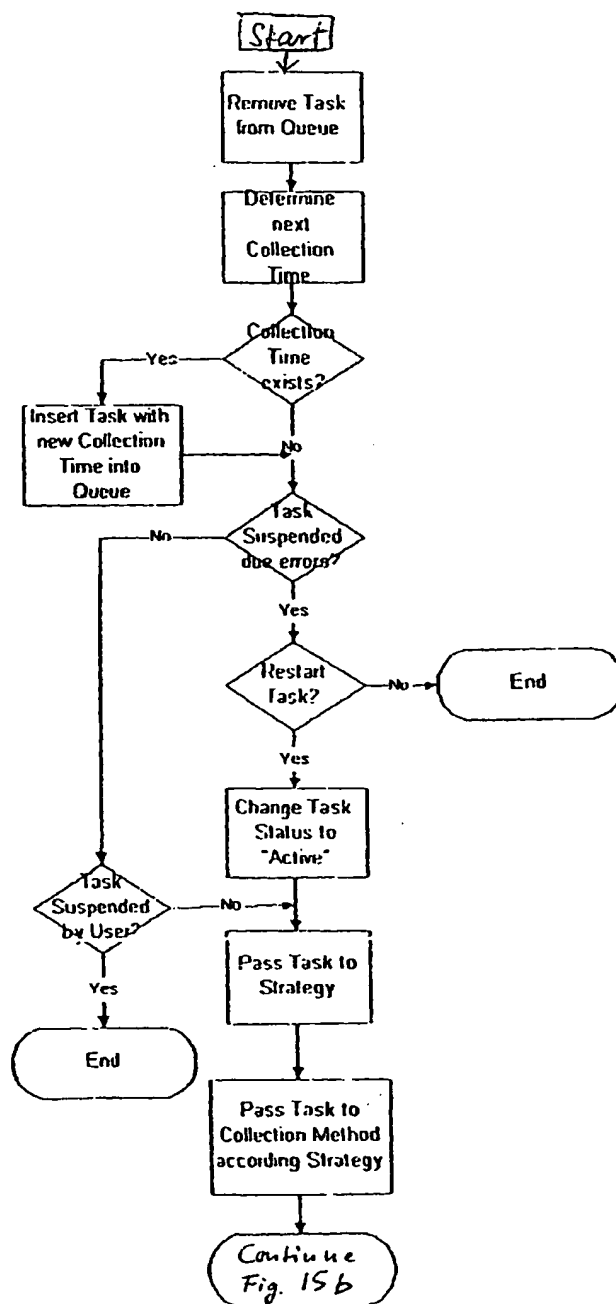 Start
Remove Task
from Queue
Determine
next
Collection
Time
Collection
Time
exists?
Yes
Insert Task with
new Collection
Time into
Queue
No
Task
Suspended
due errors?
No
Yes
Restart
Task?
No
End
Yes
Change Task
Status to
"Active"
Task
Suspended
by User?
No
Yes
End
Pass Task to
Strategy
Pass Task to
Collection Method
according Strategy
Continue
Fig. 15b